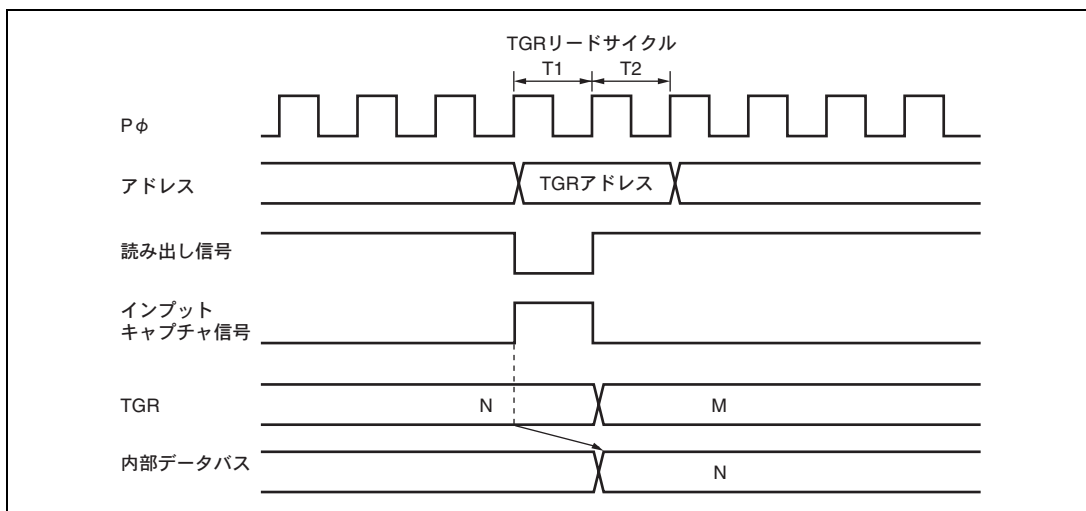 TGRリードサイクル
T1 T2
Pφ
アドレス TGRアドレス
読み出し信号
インプット
キャプチャ信号
TGR N M
内部データバス N